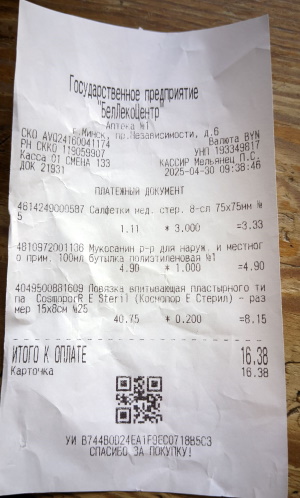 Государственное предприятие
"БелЛекоЦентр"
Аптека №1
г.Минск, пр.Независимости, д.6
СКО AVQ24160041174 Валюта BYN
РН СККО 119059907 УНП 193349817
Касса 01 СМЕНА 133 КАССИР Мельянец П.С.
ДОК 21931 2025-04-30 09:38:46
ПЛАТЕЖНЫЙ ДОКУМЕНТ
4814249000587 Салфетки мед. стер. 8-сл 75х75мм №
5
1.11 * 3.000 =3.33
4810972001136 Мукосанин р-р для наруж. и местног
о прим. 100мл бутылка полиэтиленовая №1
4.90 * 1.000 =4.90
4049500881609 Повязка впитывающая пластырного ти
па Cosmopor E Steril (Космопор Е Стерил) - раз
мер 15х8см №25
40.75 * 0.200 =8.15
ИТОГО К ОПЛАТЕ 16.38
Карточка 16.38
УИ B744B0D24EA1F9EC071885C3
СПАСИБО ЗА ПОКУПКУ!